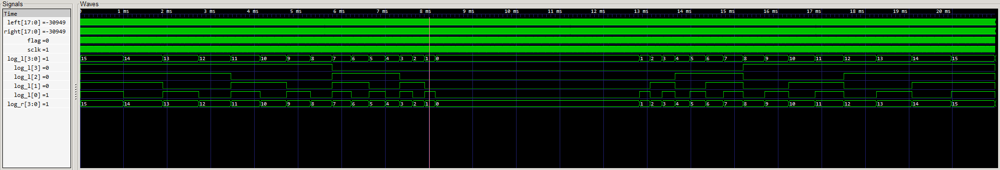 Signals Waves
Time 0 1 ms 2 ms 3 ms 4 ms 5 ms 6 ms 7 ms 8 ms 9 ms 10 ms 11 ms 12 ms 13 ms 14 ms 15 ms 16 ms 17 ms 18 ms 19 ms 20 ms
left[17:0] =-30949
right[17:0] =-30949
flag =0
sclk =1
log_l[3:0] =1 15 14 13 12 11 10 9 8 7 6 5 4 3 2 1 0 1 2 3 4 5 6 7 8 9 10 11 12 13 14 15
log_l[3] =0
log_l[2] =0
log_l[1] =0
log_l[0] =1
log_r[3:0] =1 15 14 13 12 11 10 9 8 7 6 5 4 3 2 1 0 1 2 3 4 5 6 7 8 9 10 11 12 13 14 15